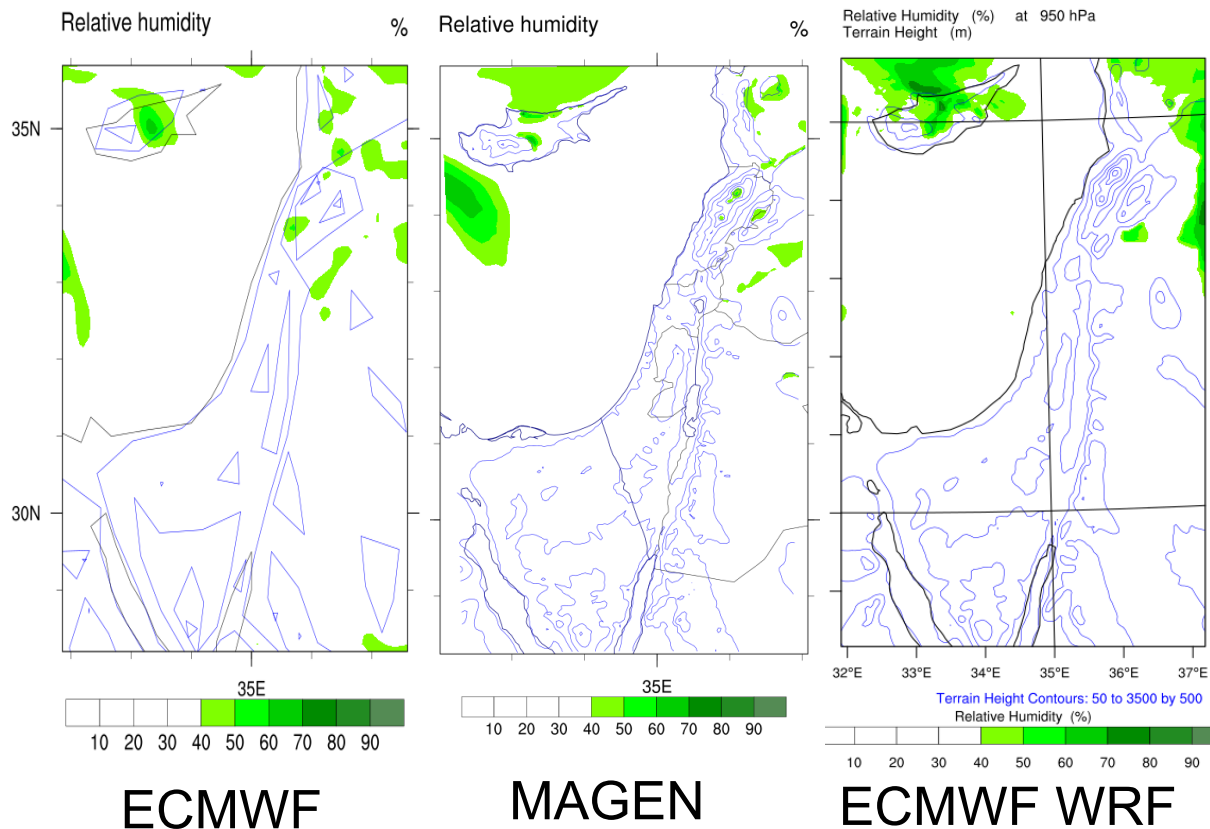 Relative humidity %
35N
30N
35E
10 20 30 40 50 60 70 80 90
ECMWF
Relative humidity %
35E
10 20 30 40 50 60 70 80 90
MAGEN
Relative Humidity (%) at 950 hPa
Terrain Height (m)
32°E 33°E 34°E 35°E 36°E 37°E
Terrain Height Contours: 50 to 3500 by 500
Relative Humidity (%)
10 20 30 40 50 60 70 80 90
ECMWF WRF